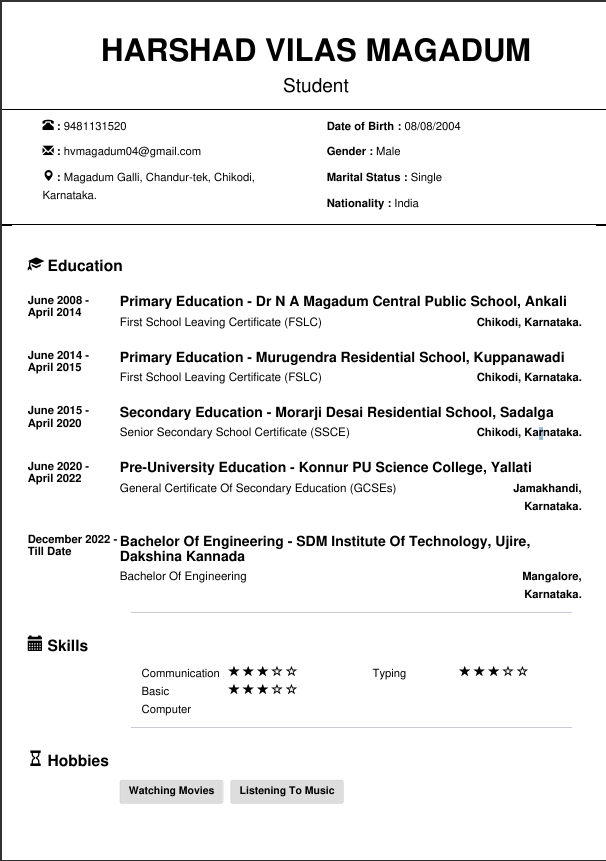 HARSHAD VILAS MAGADUM
Student
: 9481131520
: hvmagadum04@gmail.com
: Magadum Galli, Chandur-tek, Chikodi,
Karnataka.
Date of Birth : 08/08/2004
Gender : Male
Marital Status : Single
Nationality : India
Education
June 2008 -
April 2014
Primary Education - Dr N A Magadum Central Public School, Ankali
First School Leaving Certificate (FSLC)
Chikodi, Karnataka.
June 2014 -
April 2015
Primary Education - Murugendra Residential School, Kuppanawadi
First School Leaving Certificate (FSLC)
Chikodi, Karnataka.
June 2015 -
April 2020
Secondary Education - Morarji Desai Residential School, Sadalga
Senior Secondary School Certificate (SSCE)
Chikodi, Karnataka.
June 2020 -
April 2022
Pre-University Education - Konnur PU Science College, Yallati
General Certificate Of Secondary Education (GCSEs)
Jamakhandi,
Karnataka.
December 2022 -
Till Date
Bachelor Of Engineering - SDM Institute Of Technology, Ujire,
Dakshina Kannada
Bachelor Of Engineering
Mangalore,
Karnataka.
Skills
Communication ★★★☆☆
Typing ★★★☆☆
Basic ★★★☆☆
Computer
Hobbies
Watching Movies
Listening To Music